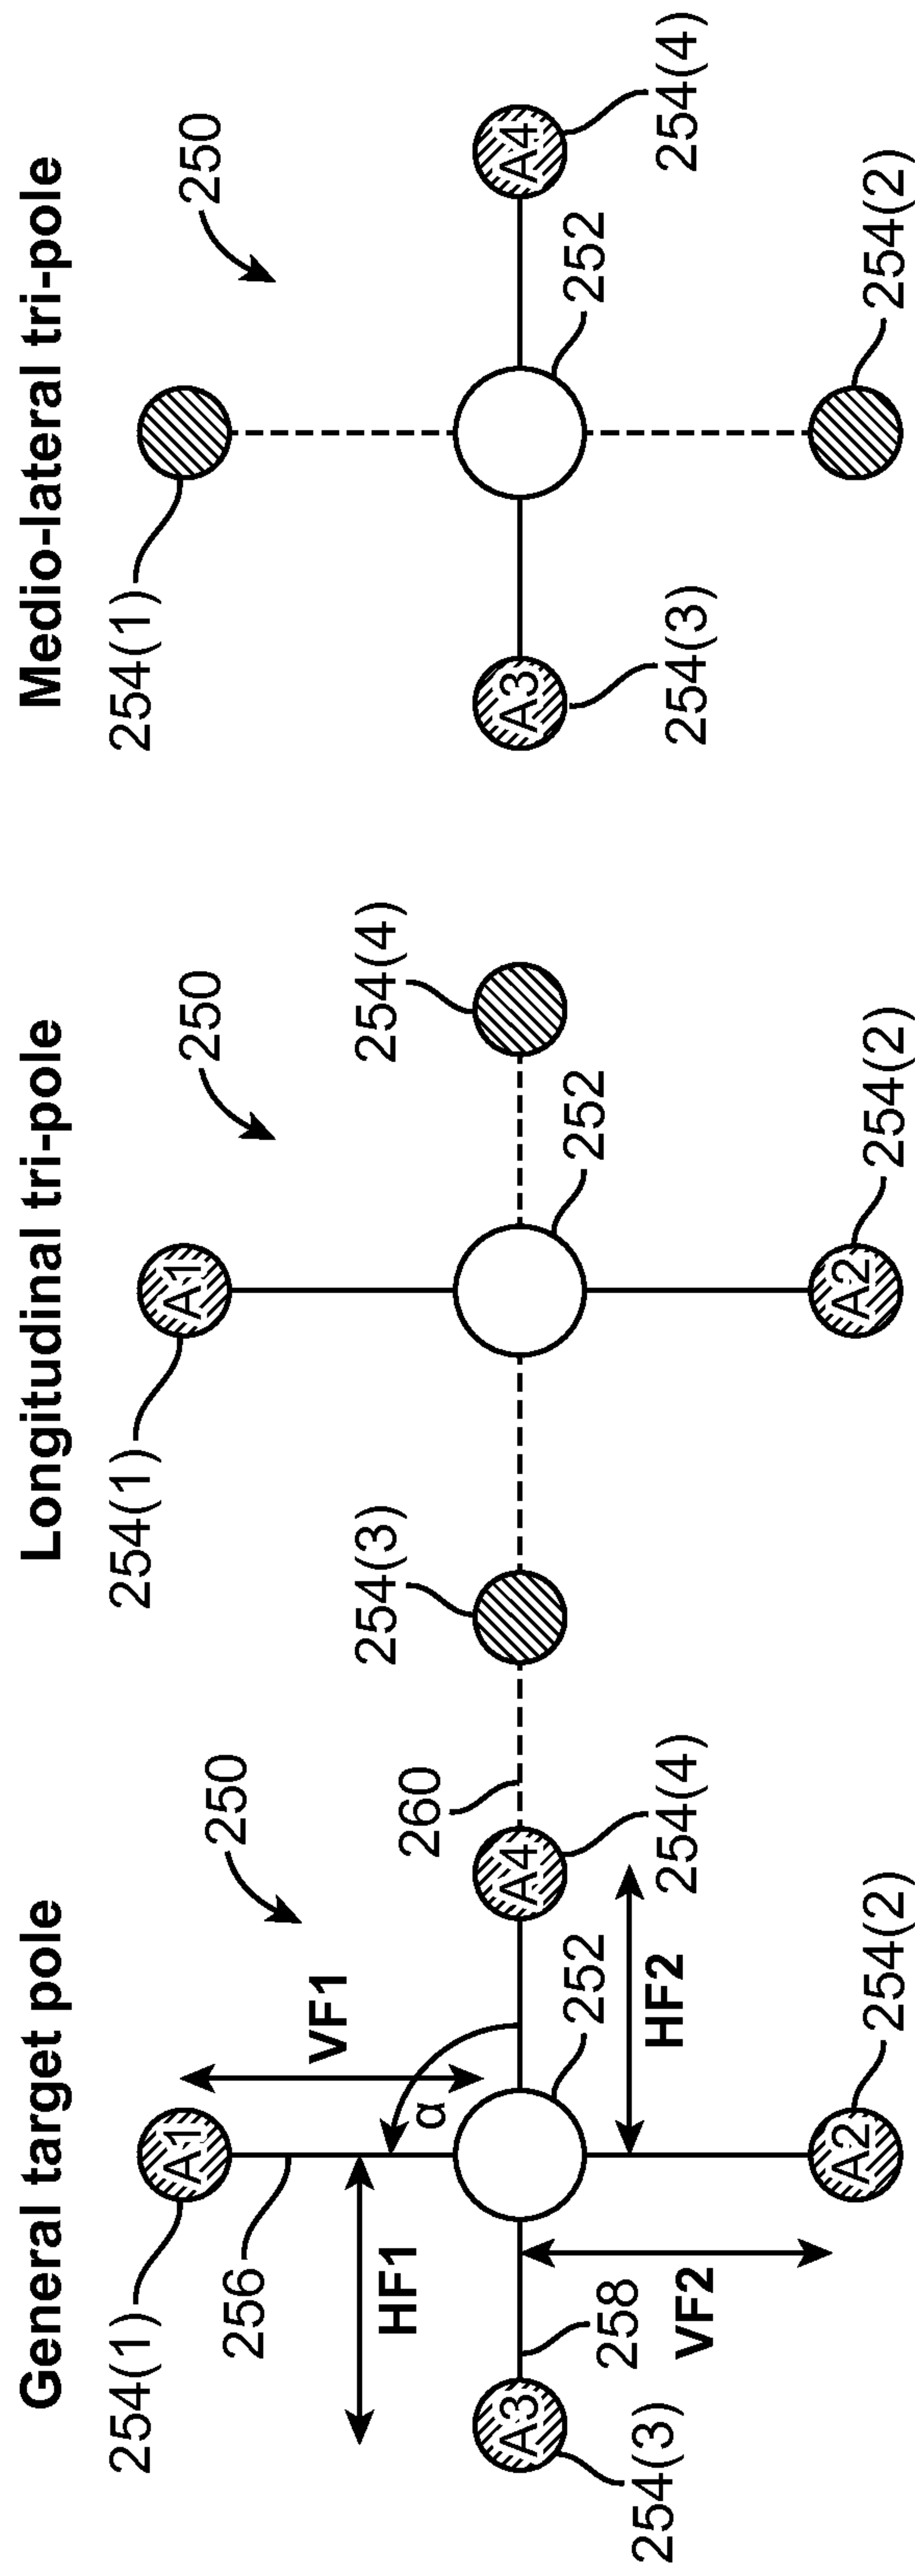 General target pole
254(1)
A1
250
256
VF1
HF1
α
260
252
A3
A4
258
HF2
254(3)
254(4)
VF2
A2
254(2)
Longitudinal tri-pole
254(1)
A1
250
254(3)
254(4)
252
A2
254(2)
Medio-lateral tri-pole
254(1)
250
252
A3
A4
254(3)
254(4)
254(2)